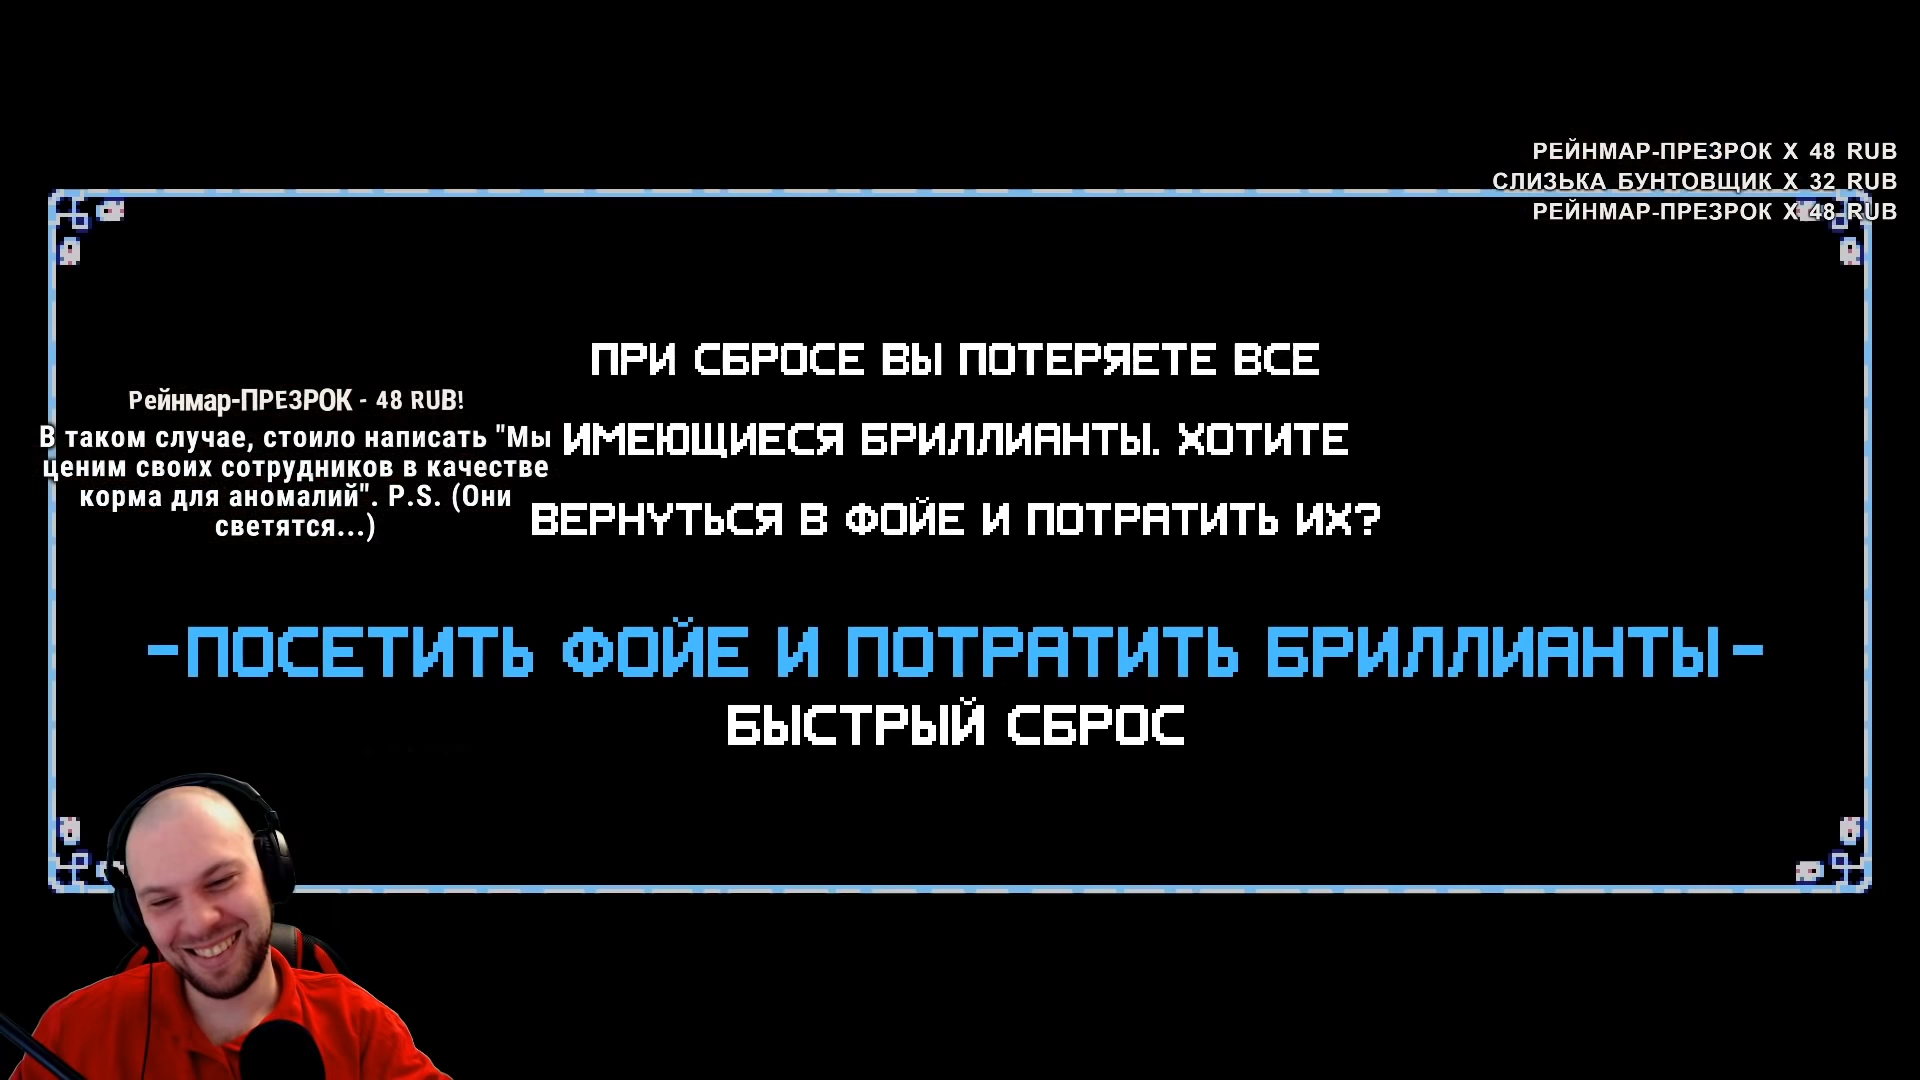 РЕЙНМАР-ПРЕЗРОК X 48 RUB
СЛИЗЬКА БУНТОВЩИК X 32 RUB
РЕЙНМАР-ПРЕЗРОК X 48 RUB
ПРИ СБРОСЕ ВЫ ПОТЕРЯЕТЕ ВСЕ
ИМЕЮЩИЕСЯ БРИЛЛИАНТЫ. ХОТИТЕ
ВЕРНУТЬСЯ В ФОЙЕ И ПОТРАТИТЬ ИХ?
Рейнмар-ПРЕЗРОК - 48 RUB!
В таком случае, стоило написать "Мы
ценим своих сотрудников в качестве
корма для аномалий". P.S. (Они
светятся...)
-ПОСЕТИТЬ ФОЙЕ И ПОТРАТИТЬ БРИЛЛИАНТЫ-
БЫСТРЫЙ СБРОС